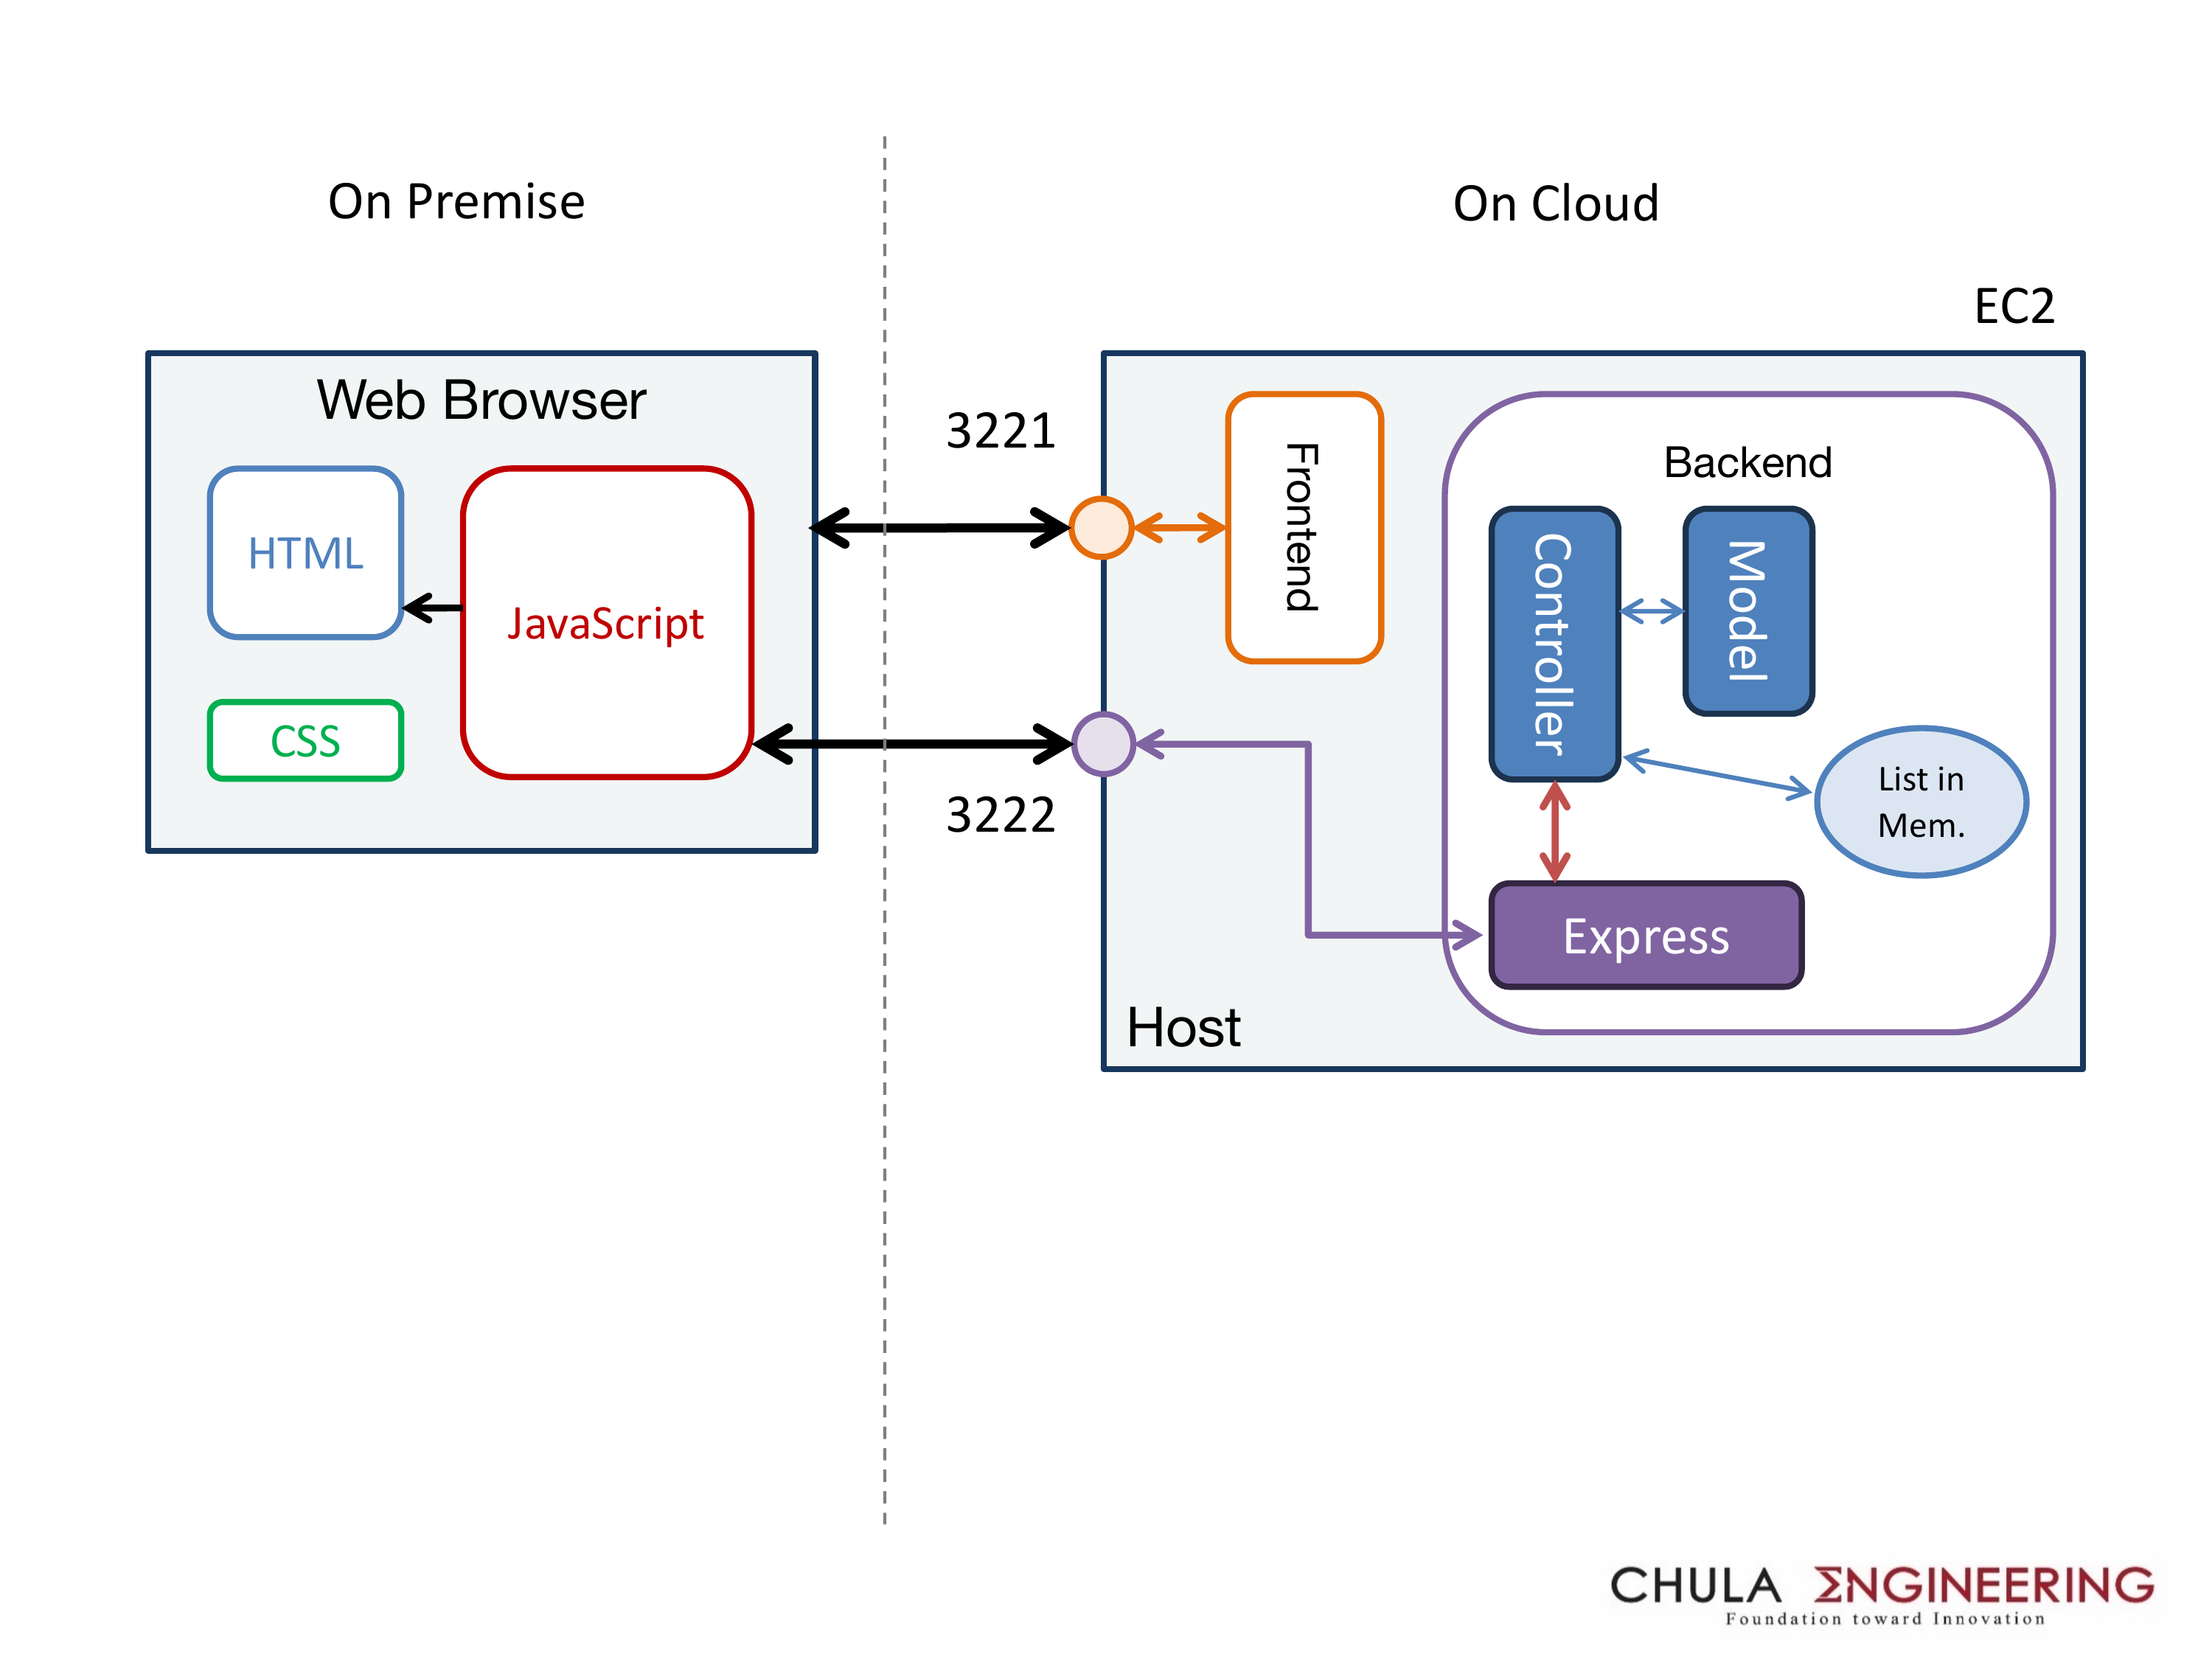 On Premise
On Cloud
EC2
Web Browser
HTML
JavaScript
CSS
3221
3222
Frontend
Backend
Controller
Model
List in
Mem.
Express
Host
CHULA ΣNGINEERING
Foundation toward Innovation